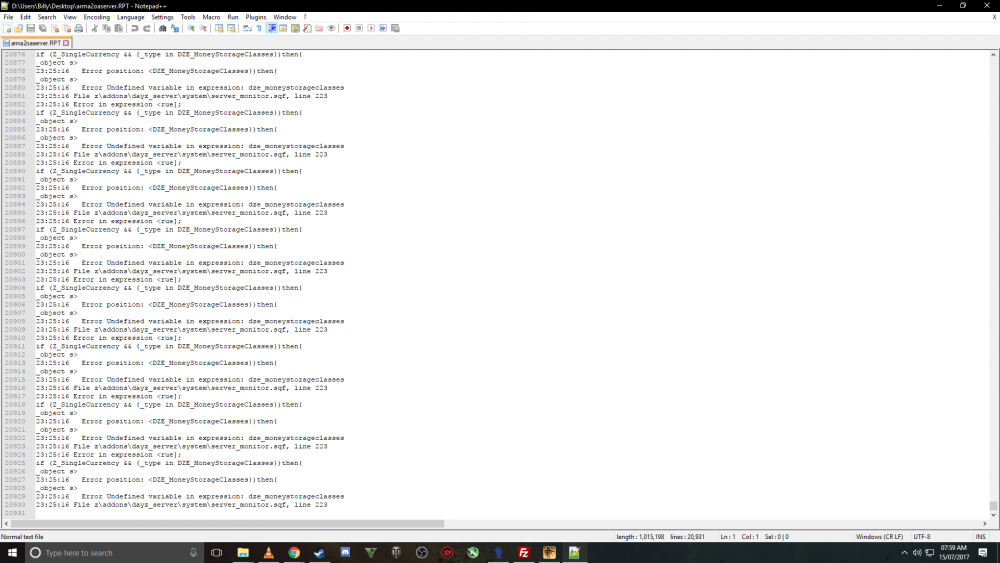 D:\Users\Billy\Desktop\arma2oaserver.RPT - Notepad++
File Edit Search View Encoding Language Settings Tools Macro Run Plugins Window ?
X
arma2oaserver.RPT
20876 if (Z_SingleCurrency && (_type in DZE_MoneyStorageClasses))then{
20877 _object s>
20878 23:25:16   Error position: <DZE_MoneyStorageClasses))then{
20879 _object s>
20880 23:25:16   Error Undefined variable in expression: dze_moneystorageclasses
20881 23:25:16 File z\addons\dayz_server\system\server_monitor.sqf, line 223
20882 23:25:16 Error in expression <rue];
20883 if (Z_SingleCurrency && (_type in DZE_MoneyStorageClasses))then{
20884 _object s>
20885 23:25:16   Error position: <DZE_MoneyStorageClasses))then{
20886 _object s>
20887 23:25:16   Error Undefined variable in expression: dze_moneystorageclasses
20888 23:25:16 File z\addons\dayz_server\system\server_monitor.sqf, line 223
20889 23:25:16 Error in expression <rue];
20890 if (Z_SingleCurrency && (_type in DZE_MoneyStorageClasses))then{
20891 _object s>
20892 23:25:16   Error position: <DZE_MoneyStorageClasses))then{
20893 _object s>
20894 23:25:16   Error Undefined variable in expression: dze_moneystorageclasses
20895 23:25:16 File z\addons\dayz_server\system\server_monitor.sqf, line 223
20896 23:25:16 Error in expression <rue];
20897 if (Z_SingleCurrency && (_type in DZE_MoneyStorageClasses))then{
20898 _object s>
20899 23:25:16   Error position: <DZE_MoneyStorageClasses))then{
20900 _object s>
20901 23:25:16   Error Undefined variable in expression: dze_moneystorageclasses
20902 23:25:16 File z\addons\dayz_server\system\server_monitor.sqf, line 223
20903 23:25:16 Error in expression <rue];
20904 if (Z_SingleCurrency && (_type in DZE_MoneyStorageClasses))then{
20905 _object s>
20906 23:25:16   Error position: <DZE_MoneyStorageClasses))then{
20907 _object s>
20908 23:25:16   Error Undefined variable in expression: dze_moneystorageclasses
20909 23:25:16 File z\addons\dayz_server\system\server_monitor.sqf, line 223
20910 23:25:16 Error in expression <rue];
20911 if (Z_SingleCurrency && (_type in DZE_MoneyStorageClasses))then{
20912 _object s>
20913 23:25:16   Error position: <DZE_MoneyStorageClasses))then{
20914 _object s>
20915 23:25:16   Error Undefined variable in expression: dze_moneystorageclasses
20916 23:25:16 File z\addons\dayz_server\system\server_monitor.sqf, line 223
20917 23:25:16 Error in expression <rue];
20918 if (Z_SingleCurrency && (_type in DZE_MoneyStorageClasses))then{
20919 _object s>
20920 23:25:16   Error position: <DZE_MoneyStorageClasses))then{
20921 _object s>
20922 23:25:16   Error Undefined variable in expression: dze_moneystorageclasses
20923 23:25:16 File z\addons\dayz_server\system\server_monitor.sqf, line 223
20924 23:25:16 Error in expression <rue];
20925 if (Z_SingleCurrency && (_type in DZE_MoneyStorageClasses))then{
20926 _object s>
20927 23:25:16   Error position: <DZE_MoneyStorageClasses))then{
20928 _object s>
20929 23:25:16   Error Undefined variable in expression: dze_moneystorageclasses
20930 23:25:16 File z\addons\dayz_server\system\server_monitor.sqf, line 223
20931
Normal text file length : 1,015,198 lines : 20,931 Ln : 1 Col : 1 Sel : 0 | 0 Windows (CR LF) UTF-8 INS
Type here to search
07:59 AM
15/07/2017